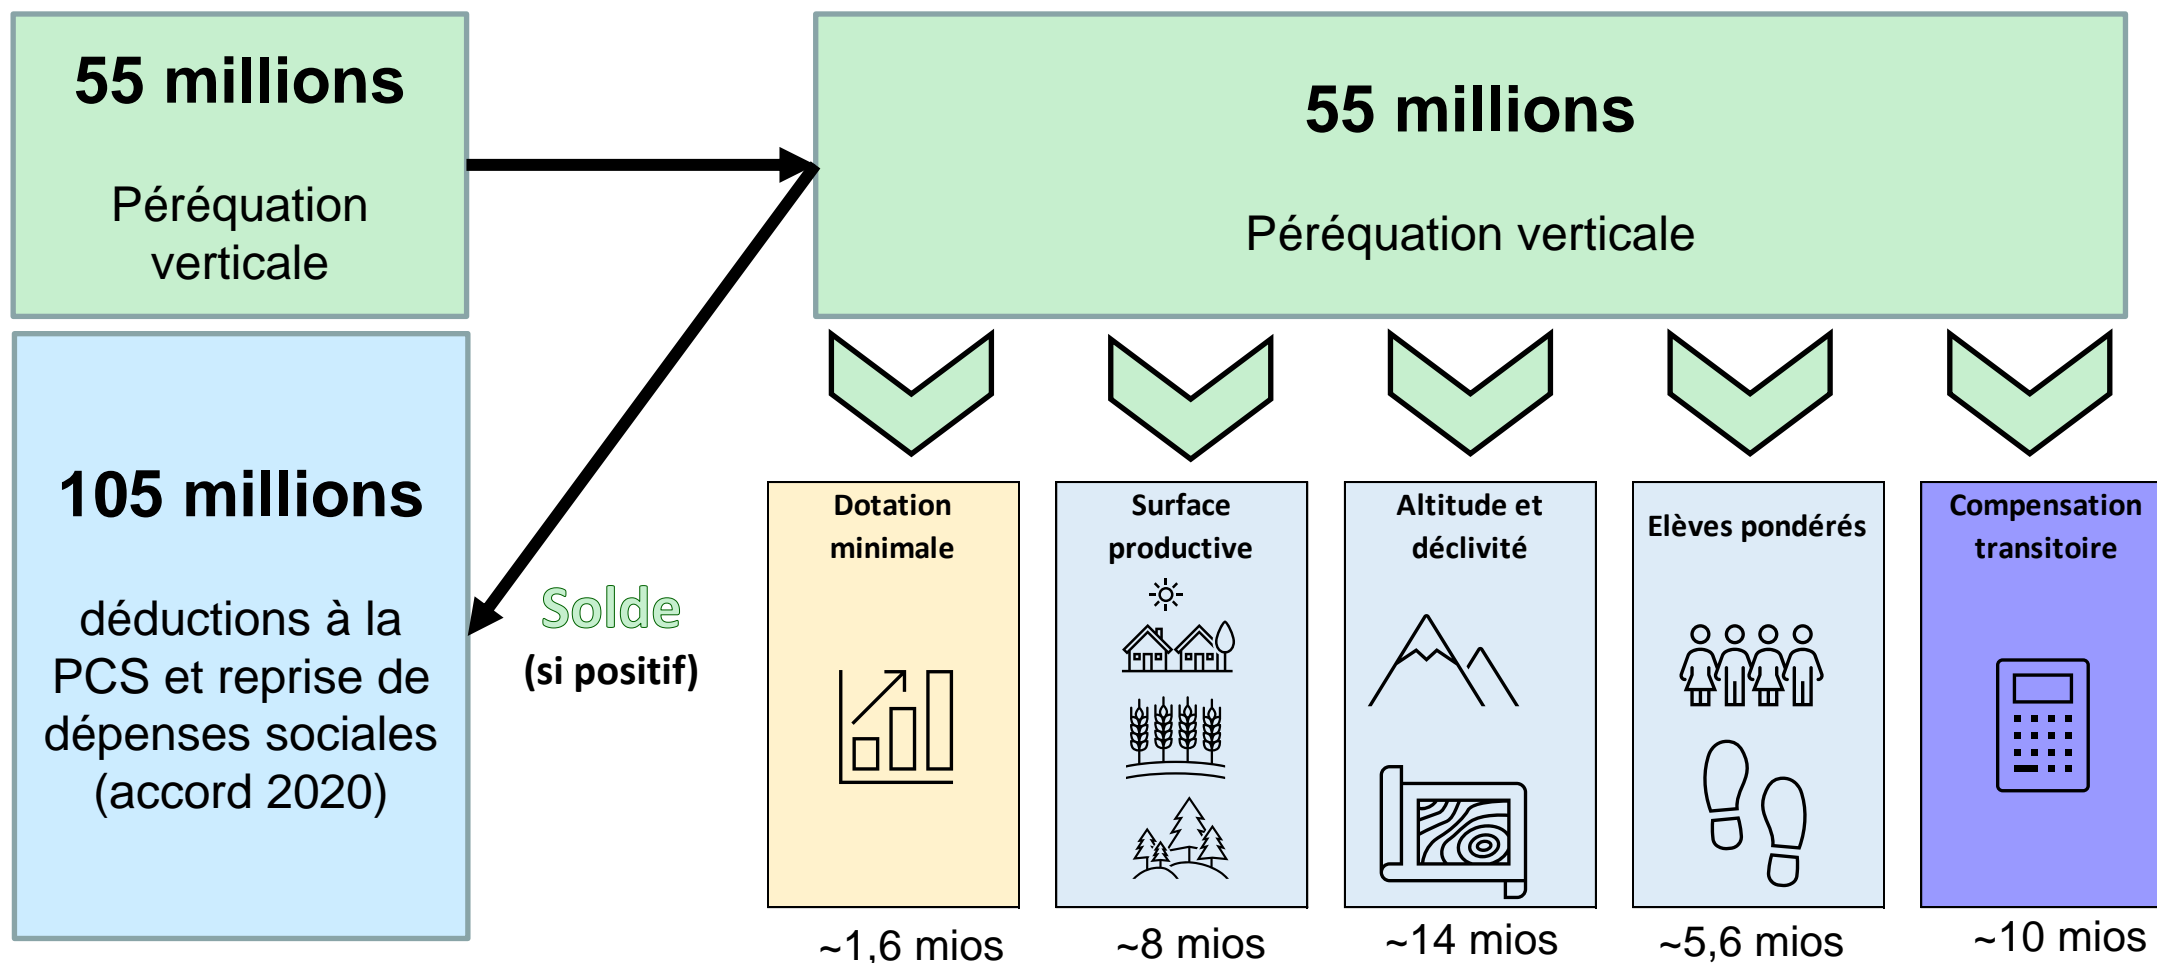 55 millions
Péréquation
verticale
105 millions
déductions à la
PCS et reprise de
dépenses sociales
(accord 2020)
Solde
(si positif)
55 millions
Péréquation verticale
Dotation
minimale
~1,6 mios
Surface
productive
~8 mios
Altitude et
déclivité
~14 mios
Elèves pondérés
~5,6 mios
Compensation
transitoire
~10 mios